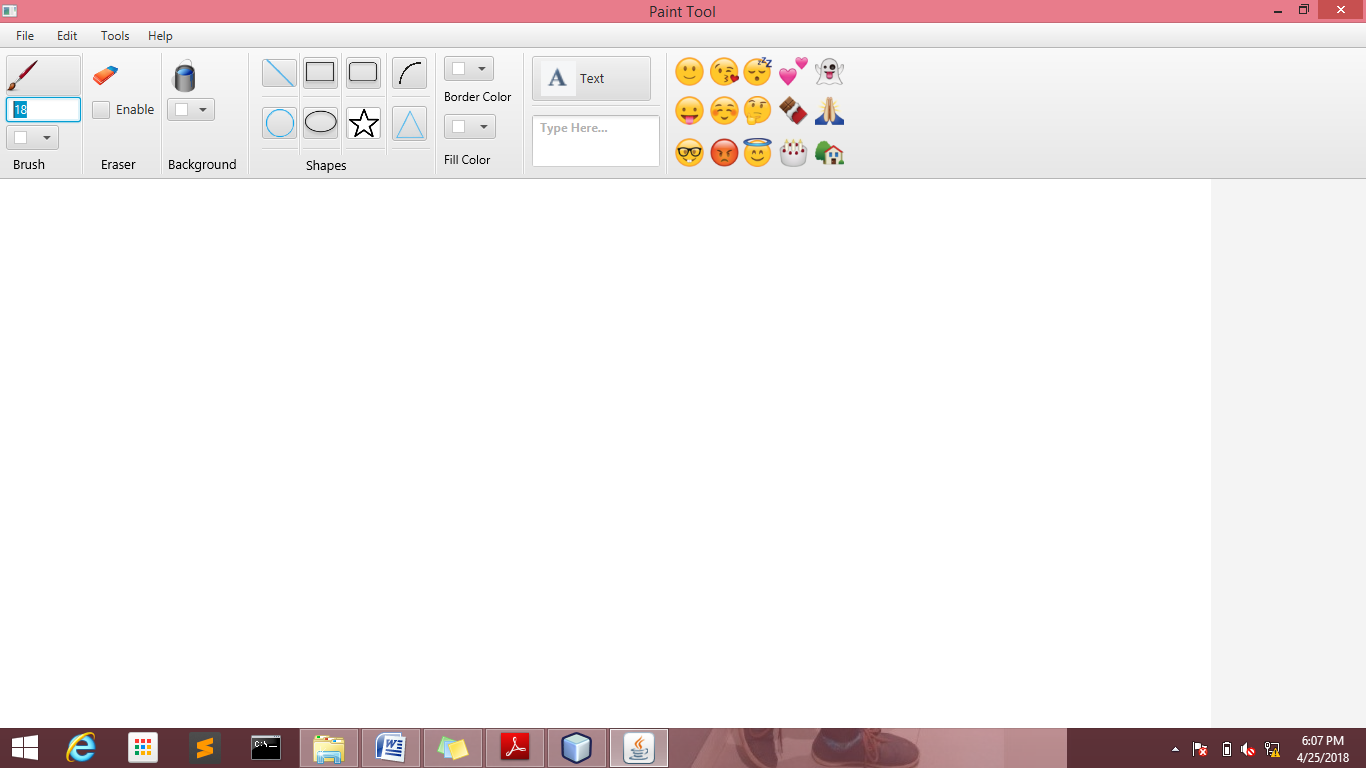 Paint Tool
File Edit Tools Help
18
Enable
Brush
Eraser
Background
Shapes
Border Color
Fill Color
A Text
Type Here...
C:\_
6:07 PM
4/25/2018